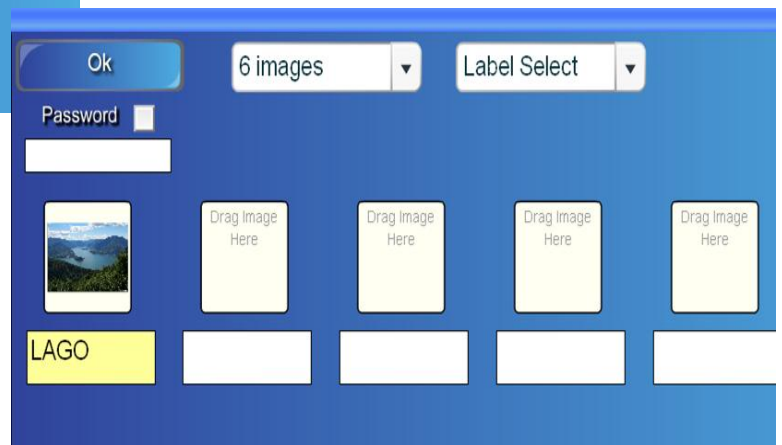 Ok
6 images
Label Select
Password
Drag Image
Here
Drag Image
Here
Drag Image
Here
Drag Image
Here
LAGO